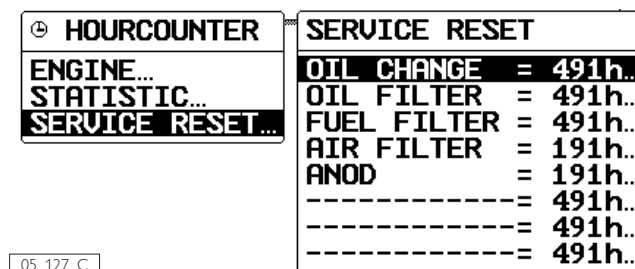 HOURCOUNTER
ENGINE...
STATISTIC...
SERVICE RESET...
SERVICE RESET
OIL CHANGE = 491h..
OIL FILTER = 491h..
FUEL FILTER = 491h..
AIR FILTER = 191h..
ANOD = 191h..
------------= 491h..
------------= 491h..
------------= 491h..
05_127_C